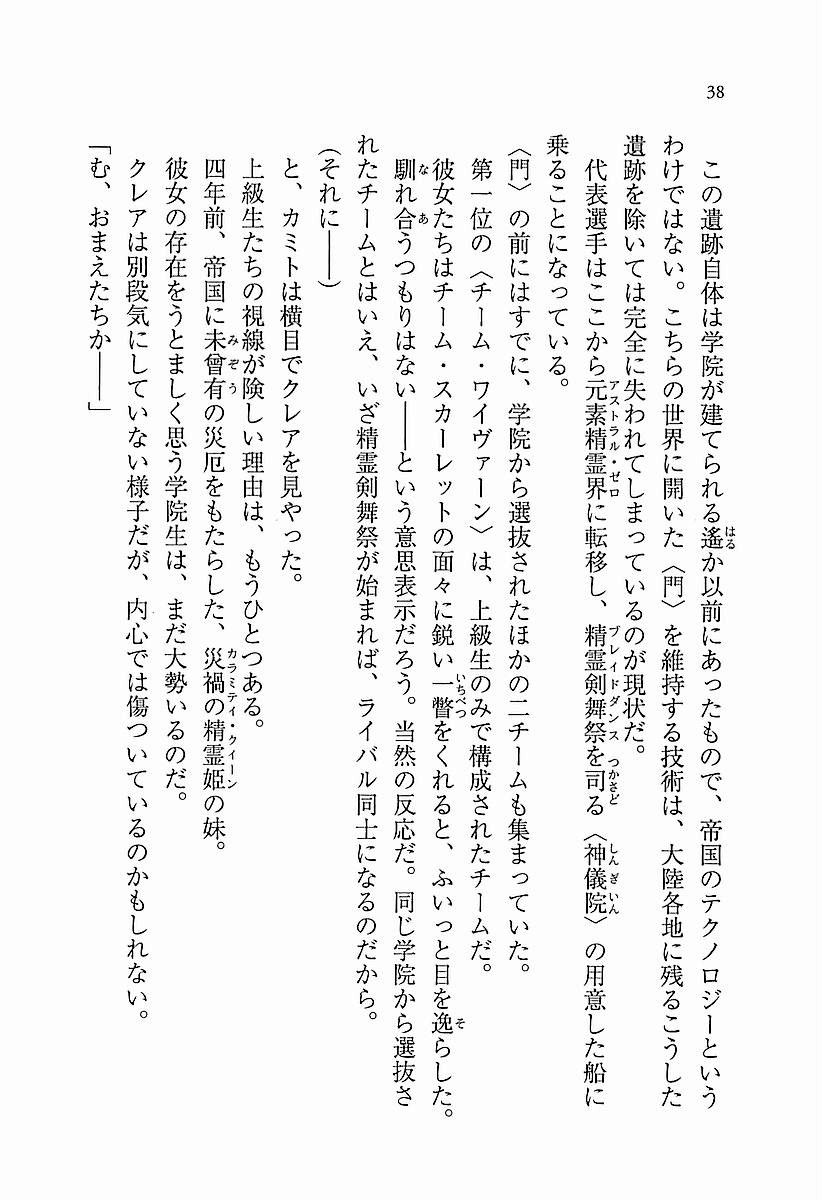 38
この遺跡自体は学院が建てられる遙か以前にあったもので、帝国のテクノロジーという
わけではない。こちらの世界に開いた〈門〉を維持する技術は、大陸各地に残るこうした
遺跡を除いては完全に失われてしまっているのが現状だ。
代表選手はここから元素精霊界に転移し、精霊剣舞祭を司る〈神儀院〉の用意した船に
乗ることになっている。
〈門〉の前にはすでに、学院から選抜されたほかの二チームも集まっていた。
第一位の〈チーム・ワイヴァーン〉は、上級生のみで構成されたチームだ。
彼女たちはチーム・スカーレットの面々に鋭い一瞥をくれると、ふいっと目を逸らした。
馴れ合うつもりはない――という意思表示だろう。当然の反応だ。同じ学院から選抜さ
れたチームとはいえ、いざ精霊剣舞祭が始まれば、ライバル同士になるのだから。
(それに――)
と、カミトは横目でクレアを見やった。
上級生たちの視線が険しい理由は、もうひとつある。
四年前、帝国に未曾有の災厄をもたらした、災禍の精霊姫の妹。
彼女の存在をうとましく思う学院生は、まだ大勢いるのだ。
クレアは別段気にしていない様子だが、内心では傷ついているのかもしれない。
「む、おまえたちか――」